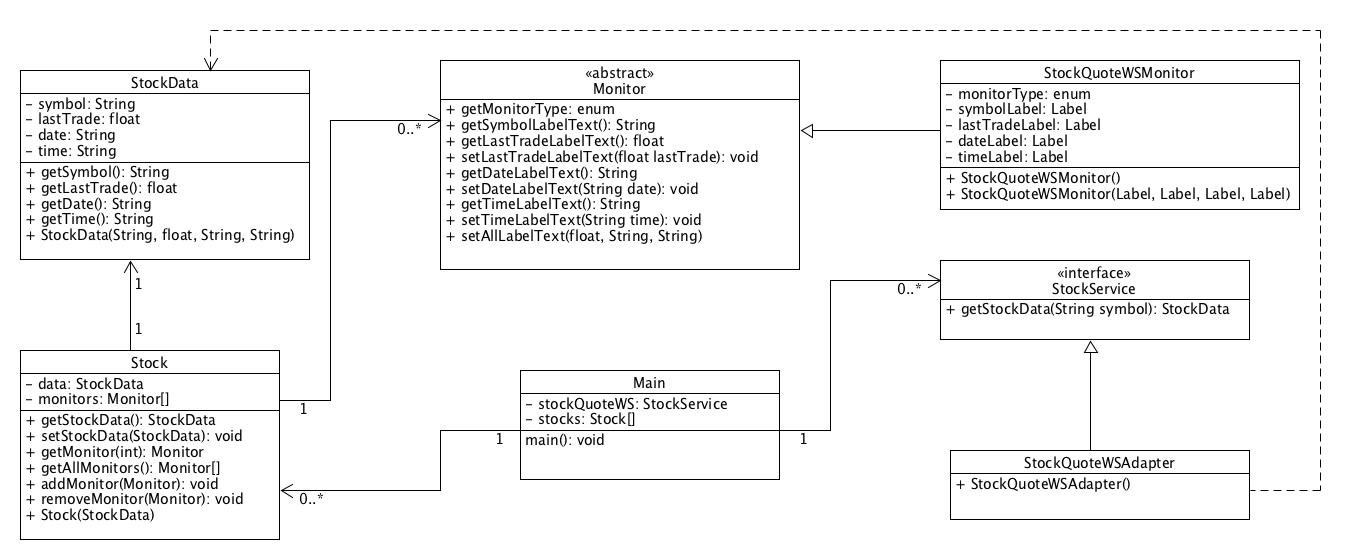 StockData
– symbol: String
– lastTrade: float
– date: String
– time: String
+ getSymbol(): String
+ getLastTrade(): float
+ getDate(): String
+ getTime(): String
+ StockData(String, float, String, String)
«abstract»
Monitor
+ getMonitorType: enum
+ getSymbolLabelText(): String
+ getLastTradeLabelText(): float
+ setLastTradeLabelText(float lastTrade): void
+ getDateLabelText(): String
+ setDateLabelText(String date): void
+ getTimeLabelText(): String
+ setTimeLabelText(String time): void
+ setAllLabelText(float, String, String)
0..*
StockQuoteWSMonitor
– monitorType: enum
– symbolLabel: Label
– lastTradeLabel: Label
– dateLabel: Label
– timeLabel: Label
+ StockQuoteWSMonitor()
+ StockQuoteWSMonitor(Label, Label, Label, Label)
«interface»
StockService
+ getStockData(String symbol): StockData
0..*
1
1
Stock
– data: StockData
– monitors: Monitor[]
+ getStockData(): StockData
+ setStockData(StockData): void
+ getMonitor(int): Monitor
+ getAllMonitors(): Monitor[]
+ addMonitor(Monitor): void
+ removeMonitor(Monitor): void
+ Stock(StockData)
1
0..*
Main
– stockQuoteWS: StockService
– stocks: Stock[]
main(): void
1
1
StockQuoteWSAdapter
+ StockQuoteWSAdapter()